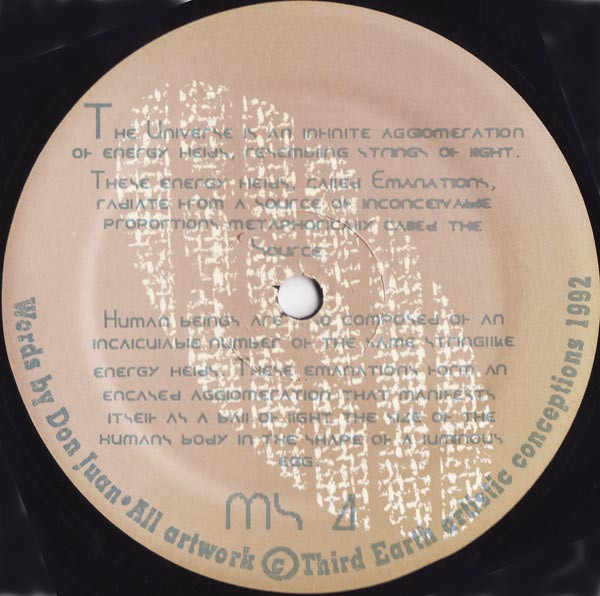 The Universe is an infinite agglomeration
of energy fields, resembling strings of light.
These energy fields, called Emanations,
radiate from a source of inconceivable
proportions metaphorically called the
Source
Human beings are also composed of an
incalculable number of the same stringlike
energy fields. These emanations form an
encased agglomeration that manifests
itself as a ball of light the size of the
humans body in the shape of a luminous
egg.
Words by Don Juan • All artwork © Third Earth artistic conceptions 1992